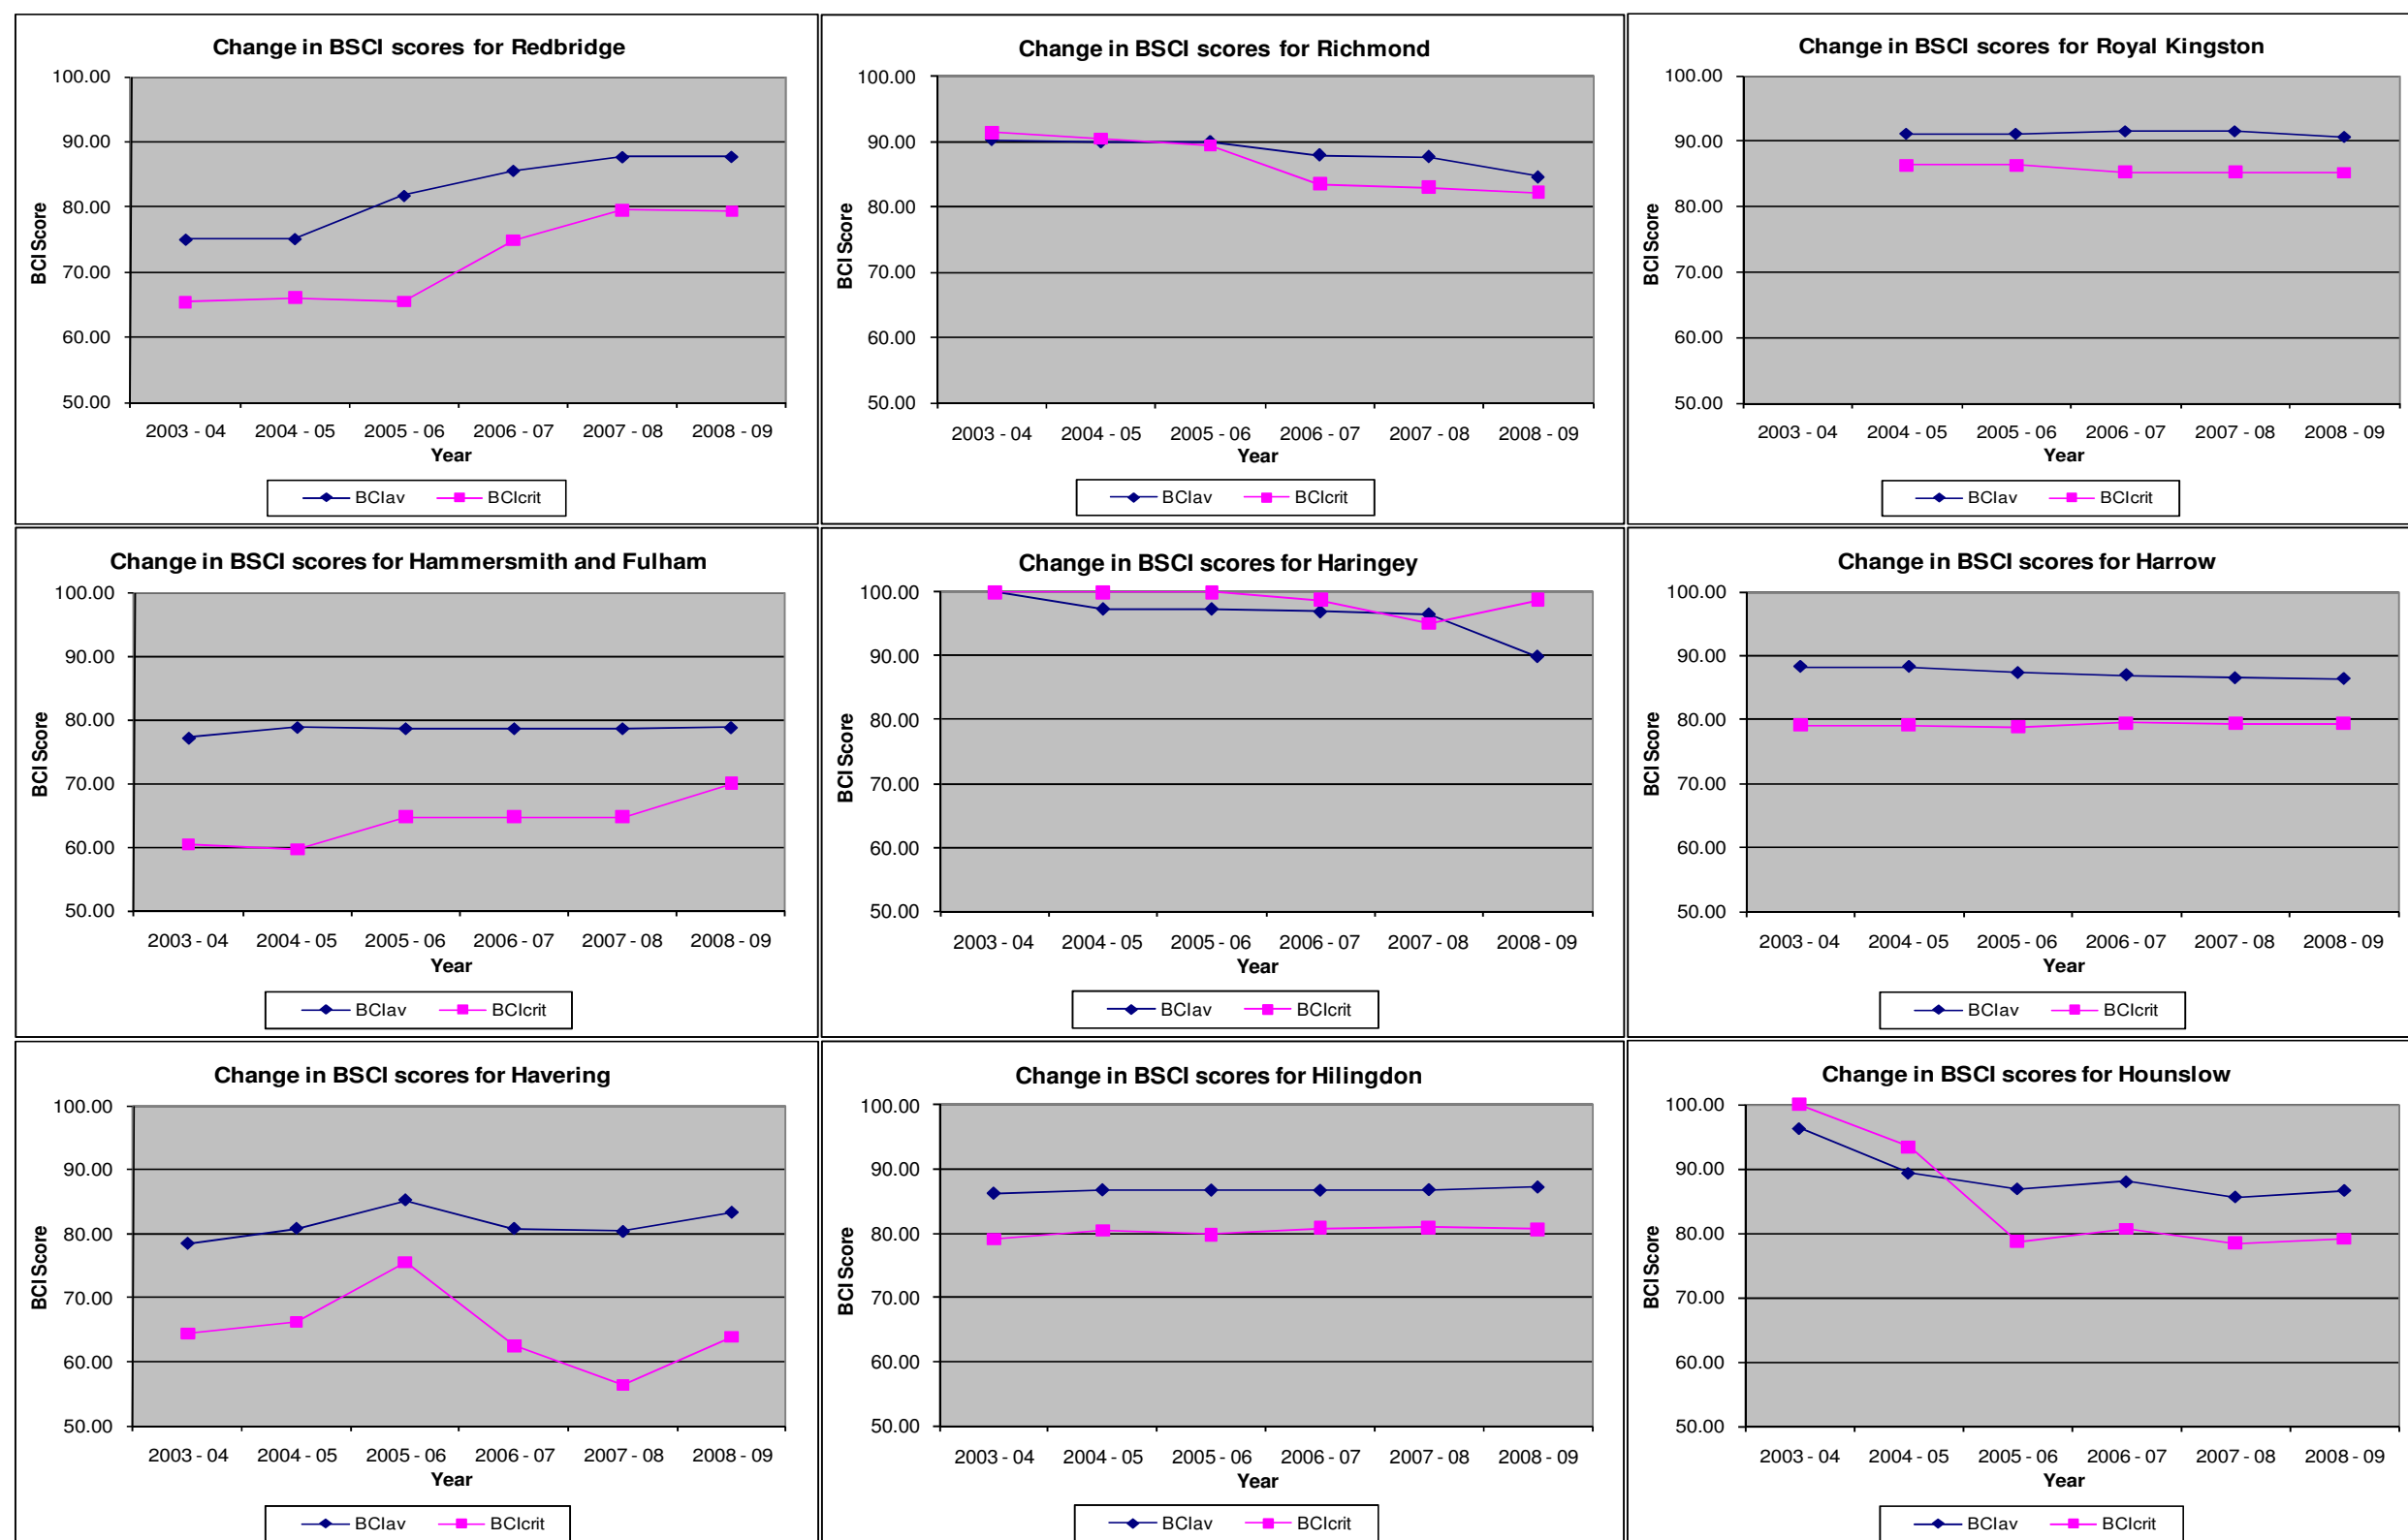 Change in BSCI scores for Redbridge
100.00
90.00
80.00
70.00
60.00
50.00
BCI Score
2003 - 04 2004 - 05 2005 - 06 2006 - 07 2007 - 08 2008 - 09
Year
BCIav BCIcrit
Change in BSCI scores for Richmond
100.00
90.00
80.00
70.00
60.00
50.00
BCI Score
2003 - 04 2004 - 05 2005 - 06 2006 - 07 2007 - 08 2008 - 09
Year
BCIav BCIcrit
Change in BSCI scores for Royal Kingston
100.00
90.00
80.00
70.00
60.00
50.00
BCI Score
2003 - 04 2004 - 05 2005 - 06 2006 - 07 2007 - 08 2008 - 09
Year
BCIav BCIcrit
Change in BSCI scores for Hammersmith and Fulham
100.00
90.00
80.00
70.00
60.00
50.00
BCI Score
2003 - 04 2004 - 05 2005 - 06 2006 - 07 2007 - 08 2008 - 09
Year
BCIav BCIcrit
Change in BSCI scores for Haringey
100.00
90.00
80.00
70.00
60.00
50.00
BCI Score
2003 - 04 2004 - 05 2005 - 06 2006 - 07 2007 - 08 2008 - 09
Year
BCIav BCIcrit
Change in BSCI scores for Harrow
100.00
90.00
80.00
70.00
60.00
50.00
BCI Score
2003 - 04 2004 - 05 2005 - 06 2006 - 07 2007 - 08 2008 - 09
Year
BCIav BCIcrit
Change in BSCI scores for Havering
100.00
90.00
80.00
70.00
60.00
50.00
BCI Score
2003 - 04 2004 - 05 2005 - 06 2006 - 07 2007 - 08 2008 - 09
Year
BCIav BCIcrit
Change in BSCI scores for Hilingdon
100.00
90.00
80.00
70.00
60.00
50.00
BCI Score
2003 - 04 2004 - 05 2005 - 06 2006 - 07 2007 - 08 2008 - 09
Year
BCIav BCIcrit
Change in BSCI scores for Hounslow
100.00
90.00
80.00
70.00
60.00
50.00
BCI Score
2003 - 04 2004 - 05 2005 - 06 2006 - 07 2007 - 08 2008 - 09
Year
BCIav BCIcrit